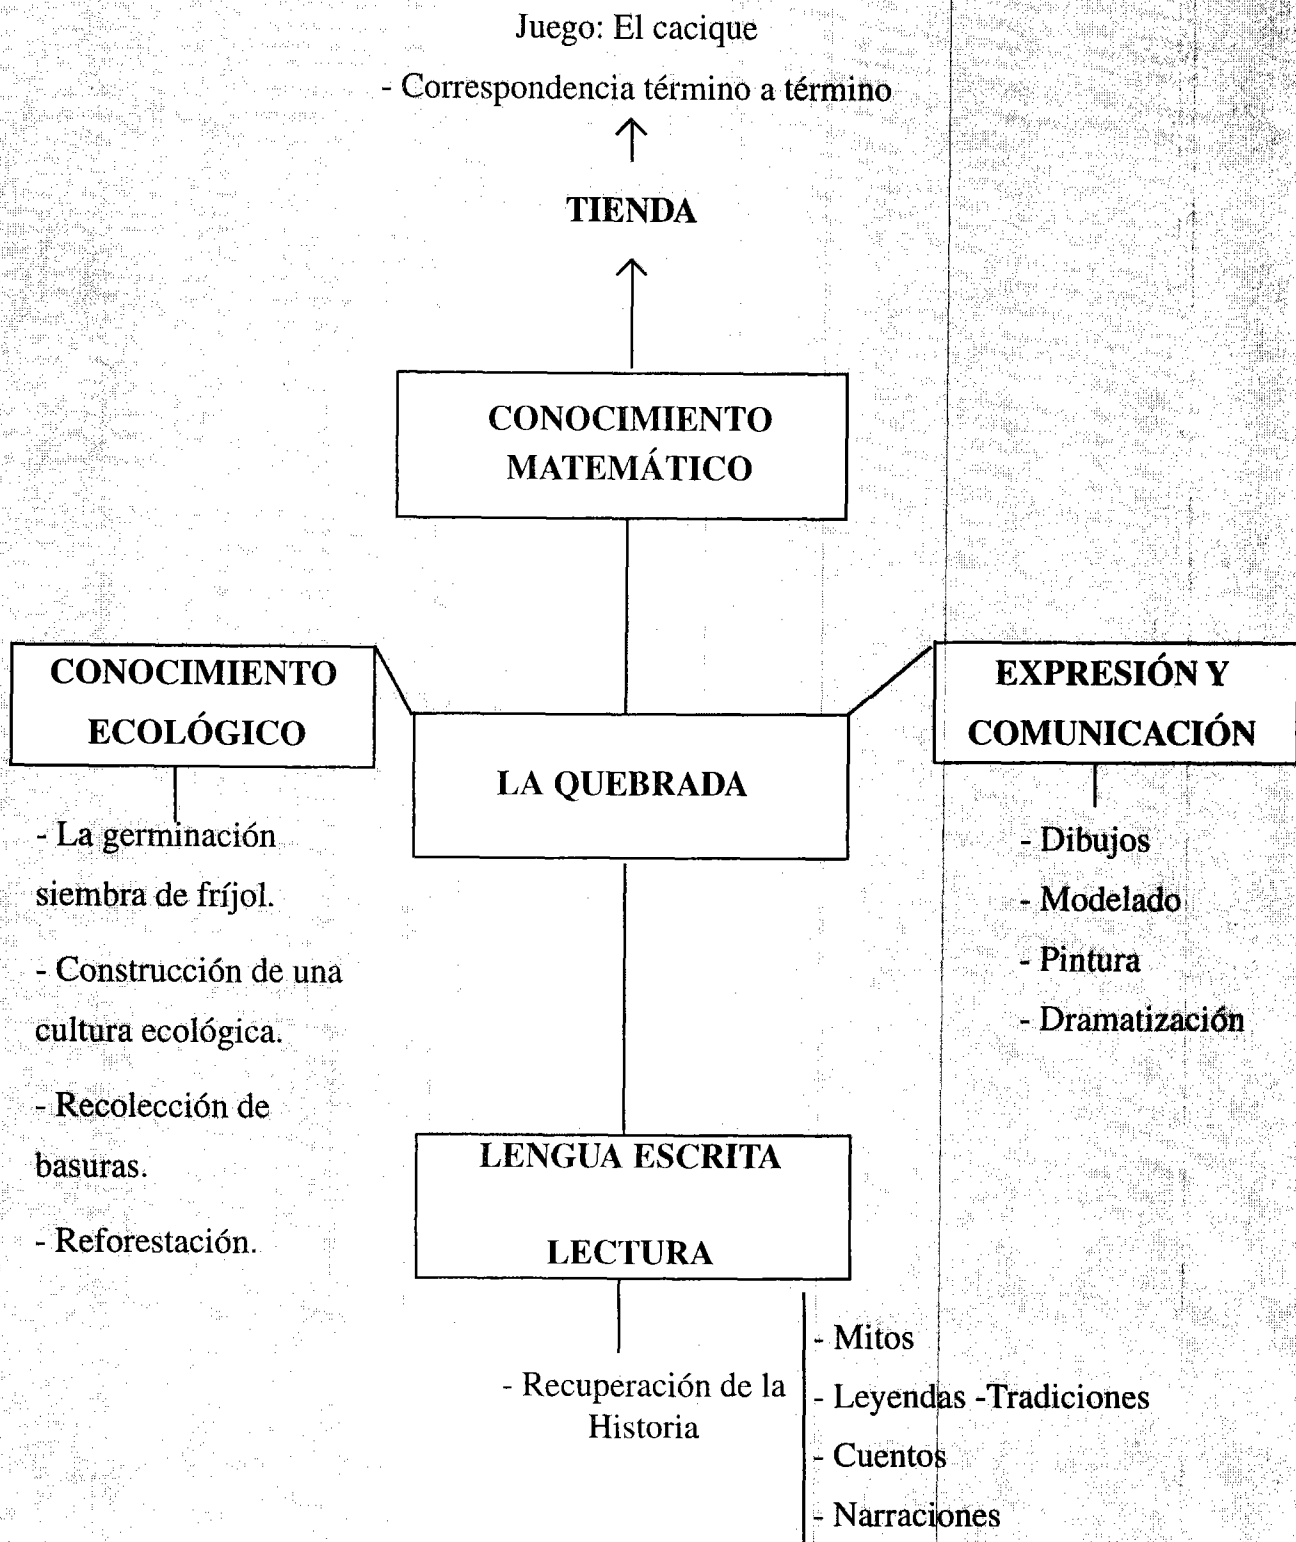 Juego: El cacique
- Correspondencia término a término
TIENDA
CONOCIMIENTO
MATEMÁTICO
CONOCIMIENTO
ECOLÓGICO
EXPRESIÓN Y
COMUNICACIÓN
LA QUEBRADA
- La germinación
siembra de fríjol.
- Construcción de una
cultura ecológica.
- Recolección de
basuras.
- Reforestación.
- Dibujos
- Modelado
- Pintura
- Dramatización
LENGUA ESCRITA
LECTURA
- Recuperación de la
Historia
- Mitos
- Leyendas -Tradiciones
- Cuentos
- Narraciones